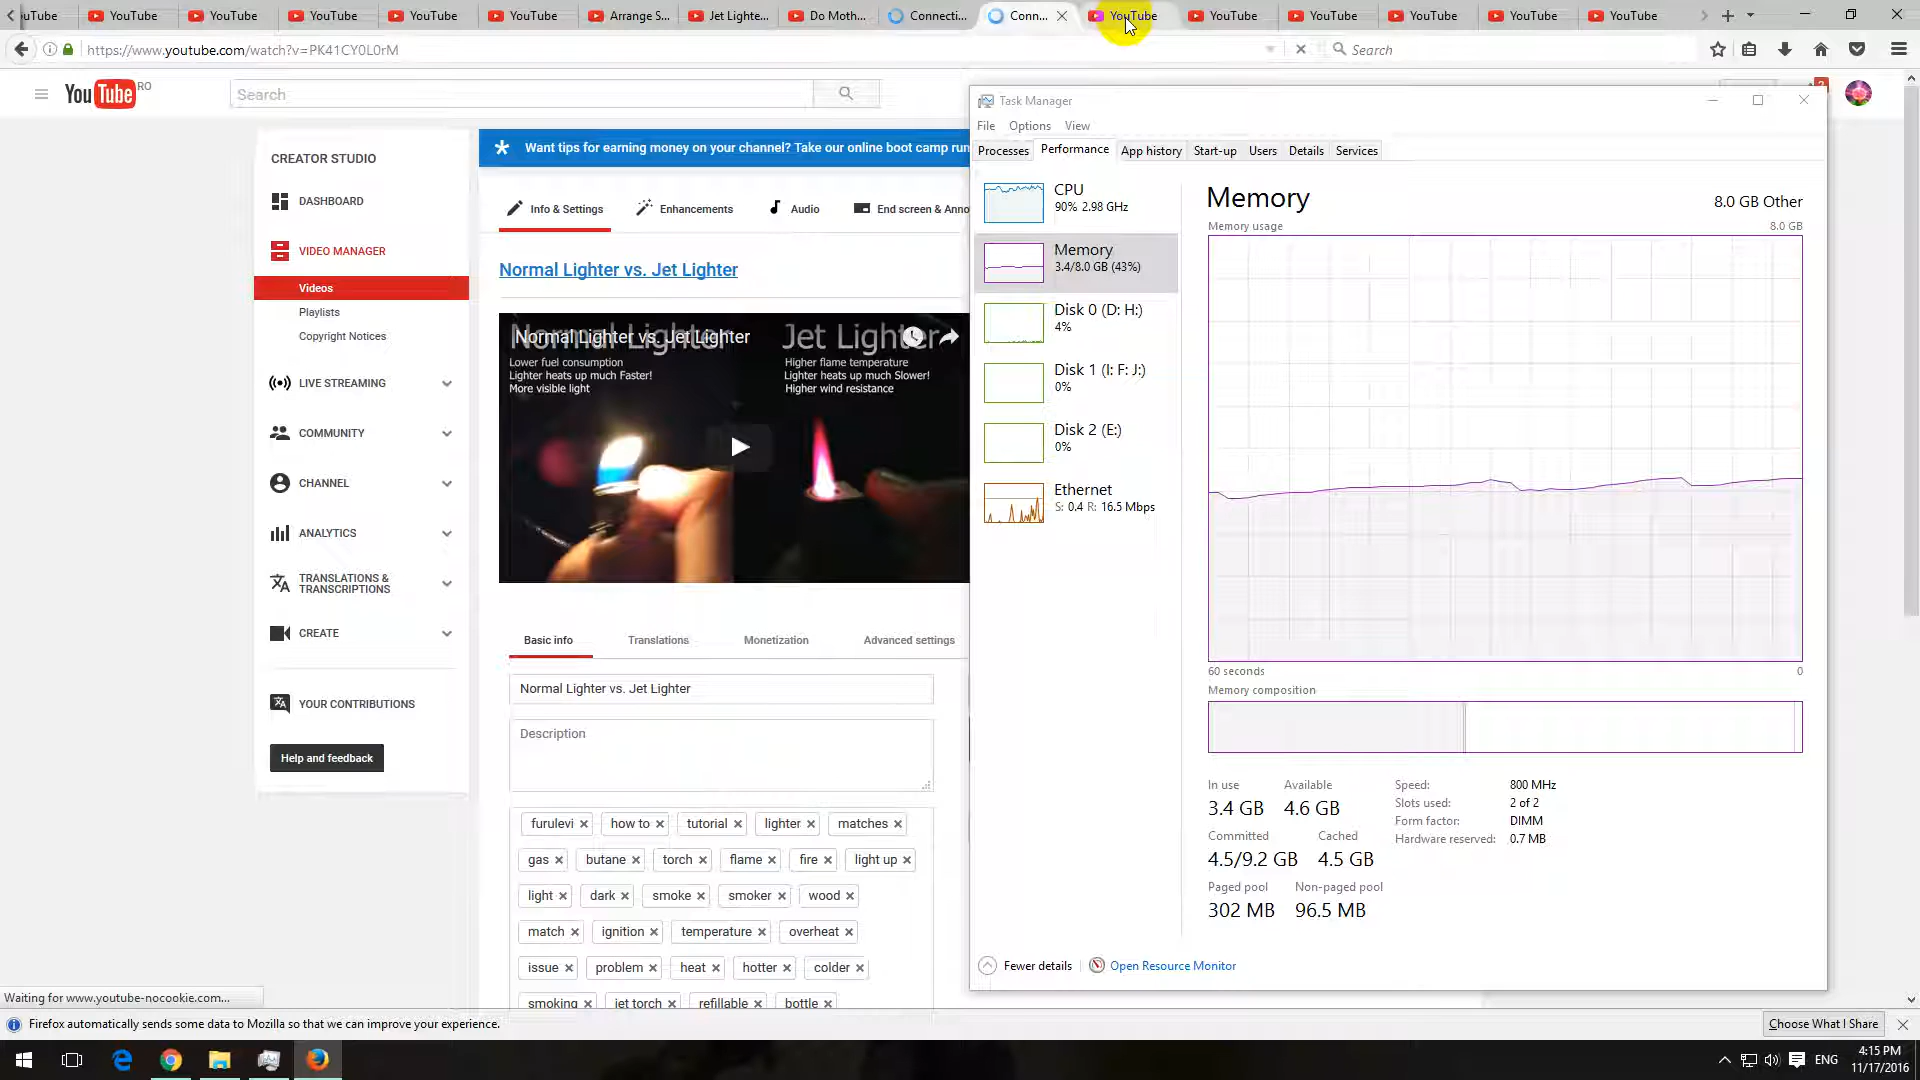 uTube YouTube YouTube YouTube YouTube YouTube Arrange S... Jet Lighte... Do Moth... Connecti... Conn... YouTube YouTube YouTube YouTube YouTube YouTube
https://www.youtube.com/watch?v=PK41CY0L0rM
Search
YouTube RO
Search
CREATOR STUDIO
DASHBOARD
VIDEO MANAGER
Videos
Playlists
Copyright Notices
LIVE STREAMING
COMMUNITY
CHANNEL
ANALYTICS
TRANSLATIONS &
TRANSCRIPTIONS
CREATE
YOUR CONTRIBUTIONS
Help and feedback
Want tips for earning money on your channel? Take our online boot camp run
Info & Settings Enhancements Audio End screen & Anno
Normal Lighter vs. Jet Lighter
Normal Lighter vs. Jet Lighter
Normal Lighter
Lower fuel consumption
Lighter heats up much Faster!
More visible light
Jet Lighter
Higher flame temperature
Lighter heats up much Slower!
Higher wind resistance
Basic info Translations Monetization Advanced settings
Normal Lighter vs. Jet Lighter
Description
furulevi × how to × tutorial × lighter × matches ×
gas × butane × torch × flame × fire × light up ×
light × dark × smoke × smoker × wood ×
match × ignition × temperature × overheat ×
issue × problem × heat × hotter × colder ×
smoking × jet torch × refillable × bottle ×
Task Manager
File Options View
Processes Performance App history Start-up Users Details Services
CPU
90% 2.98 GHz
Memory
3.4/8.0 GB (43%)
Disk 0 (D: H:)
4%
Disk 1 (I: F: J:)
0%
Disk 2 (E:)
0%
Ethernet
S: 0.4 R: 16.5 Mbps
Memory
8.0 GB Other
Memory usage 8.0 GB
60 seconds 0
Memory composition
In use Available
3.4 GB 4.6 GB
Committed Cached
4.5/9.2 GB 4.5 GB
Paged pool Non-paged pool
302 MB 96.5 MB
Speed: 800 MHz
Slots used: 2 of 2
Form factor: DIMM
Hardware reserved: 0.7 MB
Fewer details Open Resource Monitor
Waiting for www.youtube-nocookie.com...
Firefox automatically sends some data to Mozilla so that we can improve your experience.
Choose What I Share
ENG
4:15 PM
11/17/2016